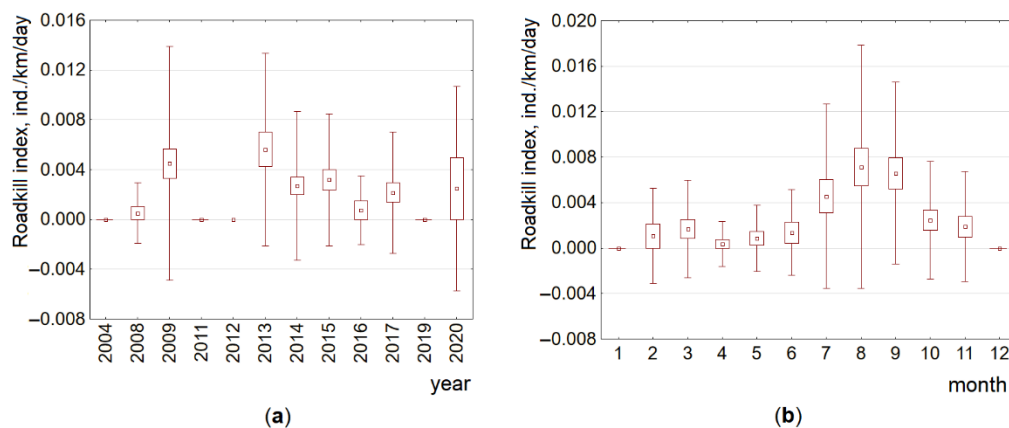 Roadkill index, ind./km/day
0.016
0.012
0.008
0.004
0.000
−0.004
−0.008
2004 2008 2009 2011 2012 2013 2014 2015 2016 2017 2019 2020
year
(a)
Roadkill index, ind./km/day
0.020
0.016
0.012
0.008
0.004
0.000
−0.004
−0.008
1 2 3 4 5 6 7 8 9 10 11 12
month
(b)